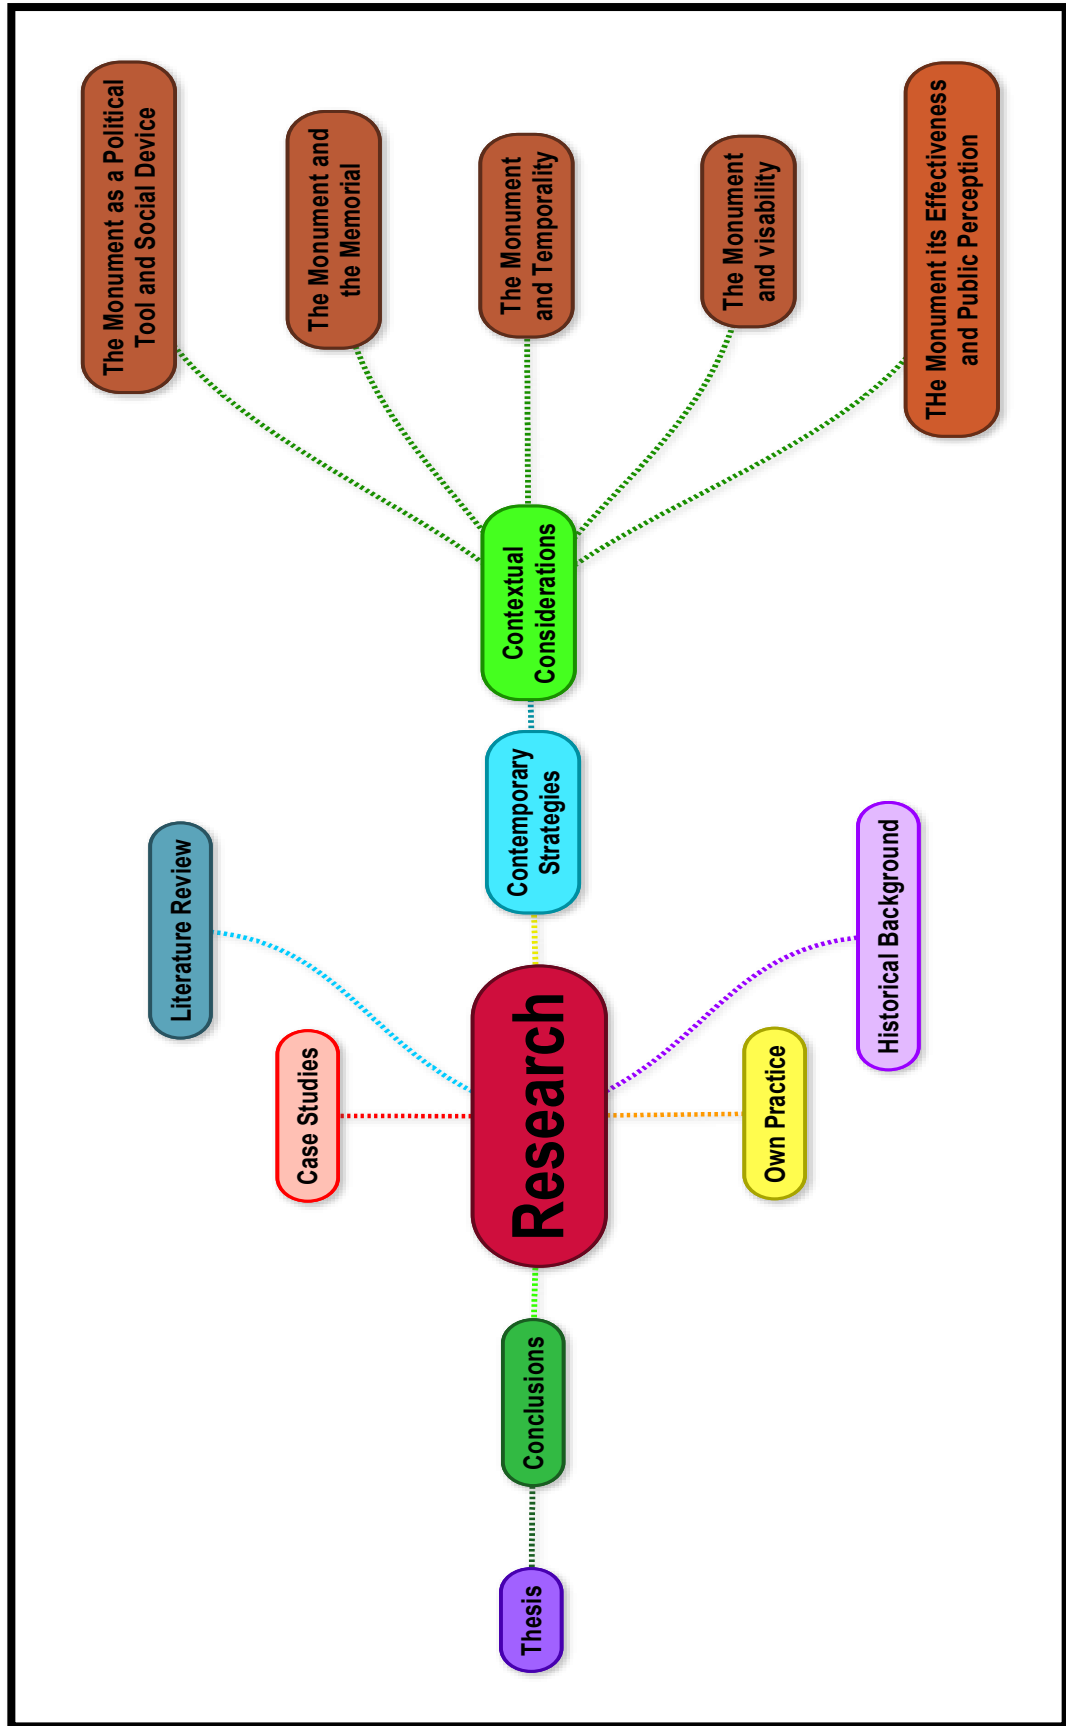 The Monument as a Political
Tool and Social Device
The Monument and
the Memorial
The Monument
and Temporality
The Monument
and visability
THe Monument its Effectiveness
and Public Perception
Contextual
Considerations
Contemporary
Strategies
Literature Review
Case Studies
Research
Own Practice
Historical Background
Conclusions
Thesis